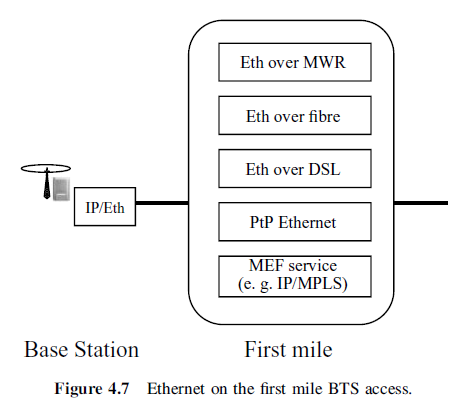 Eth over MWR
Eth over fibre
Eth over DSL
IP/Eth
PtP Ethernet
MEF service
(e. g. IP/MPLS)
Base Station
First mile
Figure 4.7 Ethernet on the first mile BTS access.